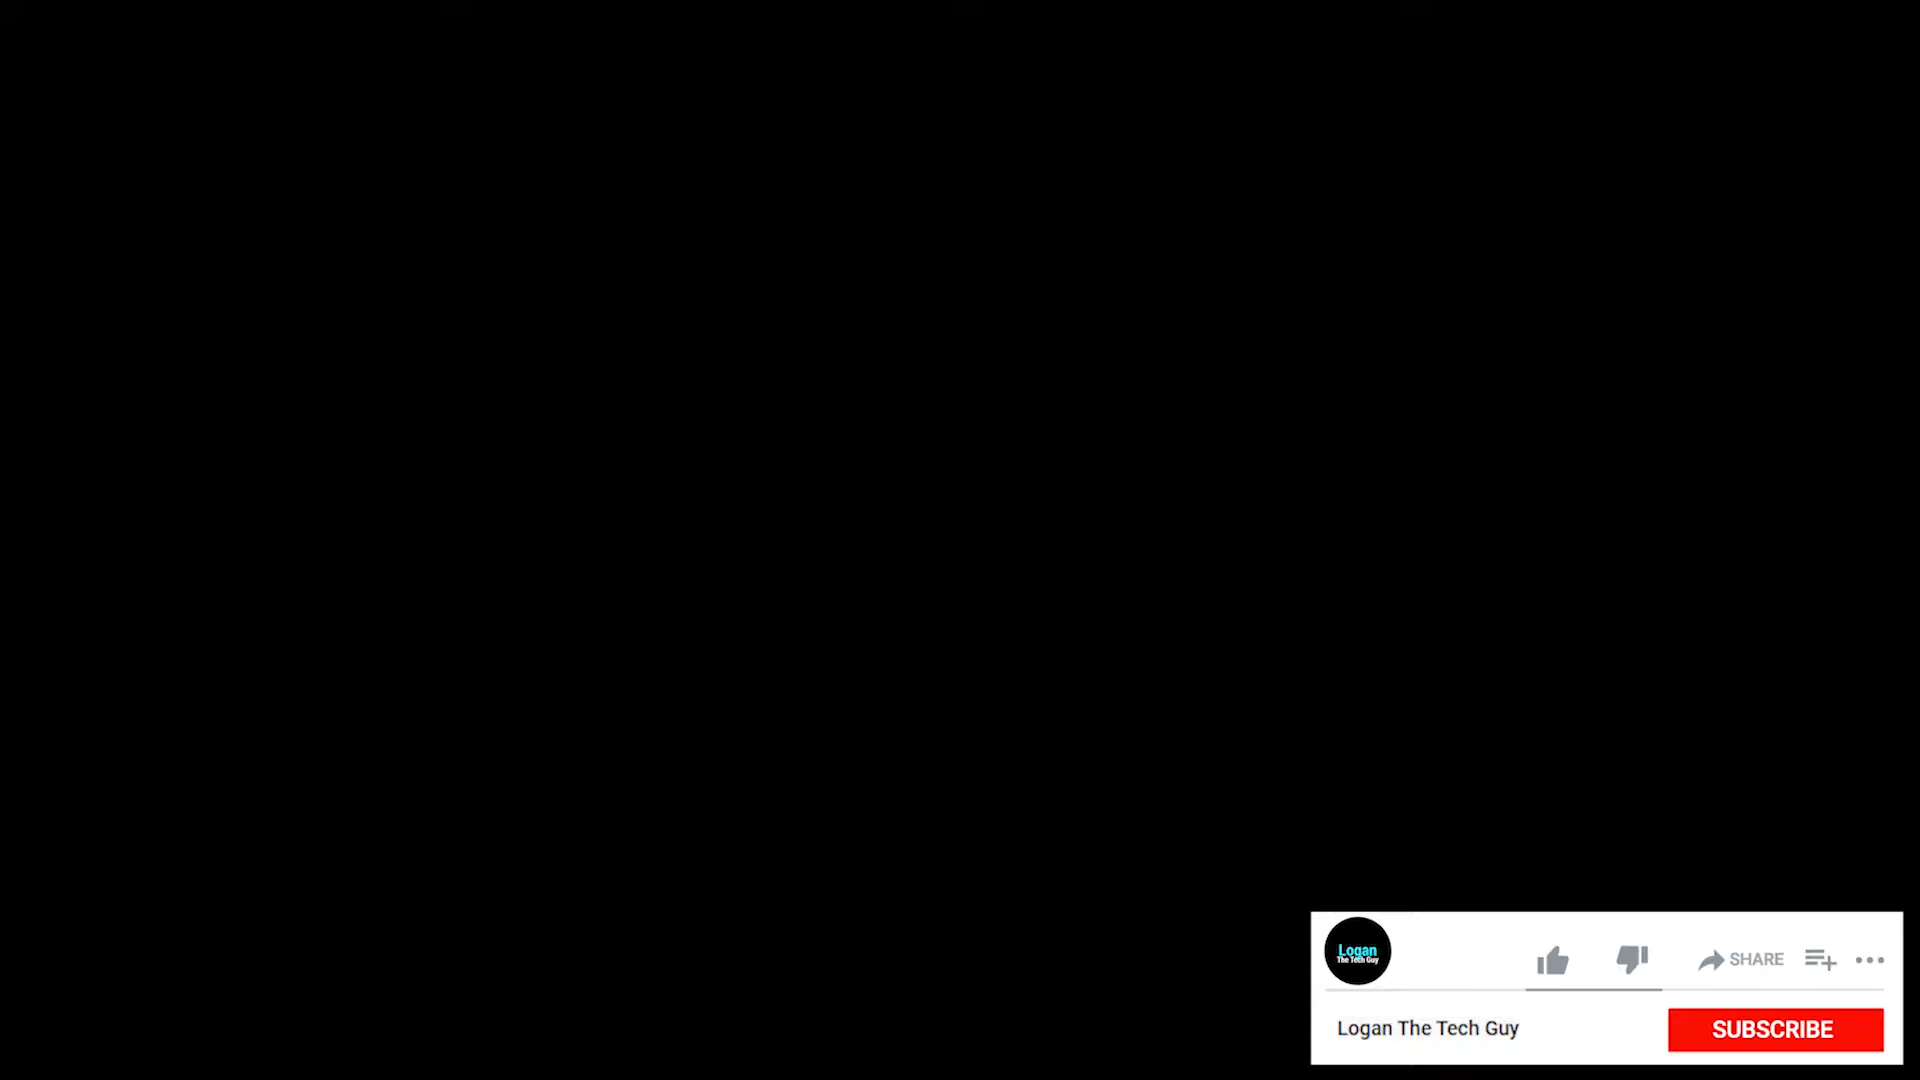 Logan
The Tech Guy
SHARE
Logan The Tech Guy
SUBSCRIBE